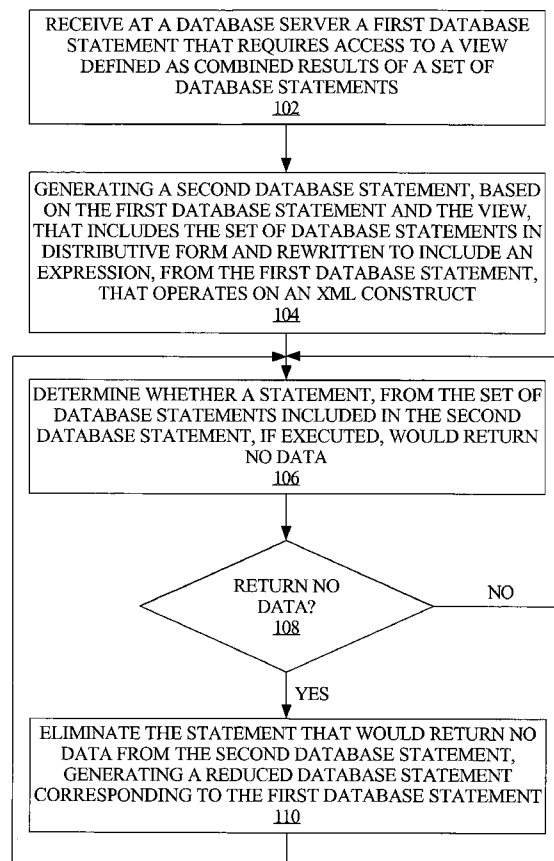 RECEIVE AT A DATABASE SERVER A FIRST DATABASE
STATEMENT THAT REQUIRES ACCESS TO A VIEW
DEFINED AS COMBINED RESULTS OF A SET OF
DATABASE STATEMENTS
102
GENERATING A SECOND DATABASE STATEMENT, BASED
ON THE FIRST DATABASE STATEMENT AND THE VIEW,
THAT INCLUDES THE SET OF DATABASE STATEMENTS IN
DISTRIBUTIVE FORM AND REWRITTEN TO INCLUDE AN
EXPRESSION, FROM THE FIRST DATABASE STATEMENT,
THAT OPERATES ON AN XML CONSTRUCT
104
DETERMINE WHETHER A STATEMENT, FROM THE SET OF
DATABASE STATEMENTS INCLUDED IN THE SECOND
DATABASE STATEMENT, IF EXECUTED, WOULD RETURN
NO DATA
106
RETURN NO
DATA?
108
NO
YES
ELIMINATE THE STATEMENT THAT WOULD RETURN NO
DATA FROM THE SECOND DATABASE STATEMENT,
GENERATING A REDUCED DATABASE STATEMENT
CORRESPONDING TO THE FIRST DATABASE STATEMENT
110